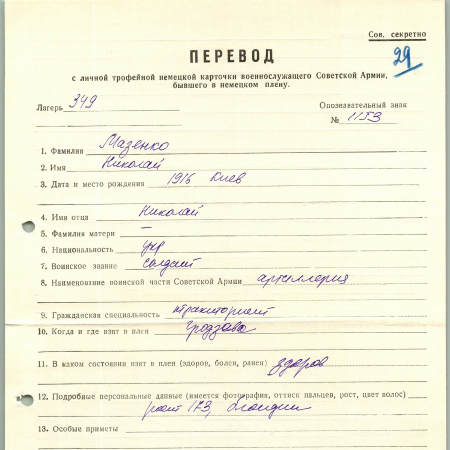 Сов. секретно
29
ПЕРЕВОД
с личной трофейной немецкой карточки военнослужащего Советской Армии,
бывшего в немецком плену.
Лагерь 349 Опознавательный знак
№ 1153
1. Фамилия Мазенко
2. Имя Николай
3. Дата и место рождения 1916 Киев
4. Имя отца Николай
5. Фамилия матери —
6. Национальность укр
7. Воинское звание солдат
8. Наименование воинской части Советской Армии артиллерия
9. Гражданская специальность тракторист
10. Когда и где взят в плен
11. В каком состоянии взят в плен (здоров, болен, ранен) здоров
12. Подробные персональные данные (имеется фотография, оттиск пальцев, рост, цвет волос)
рост 173, блондин
13. Особые приметы